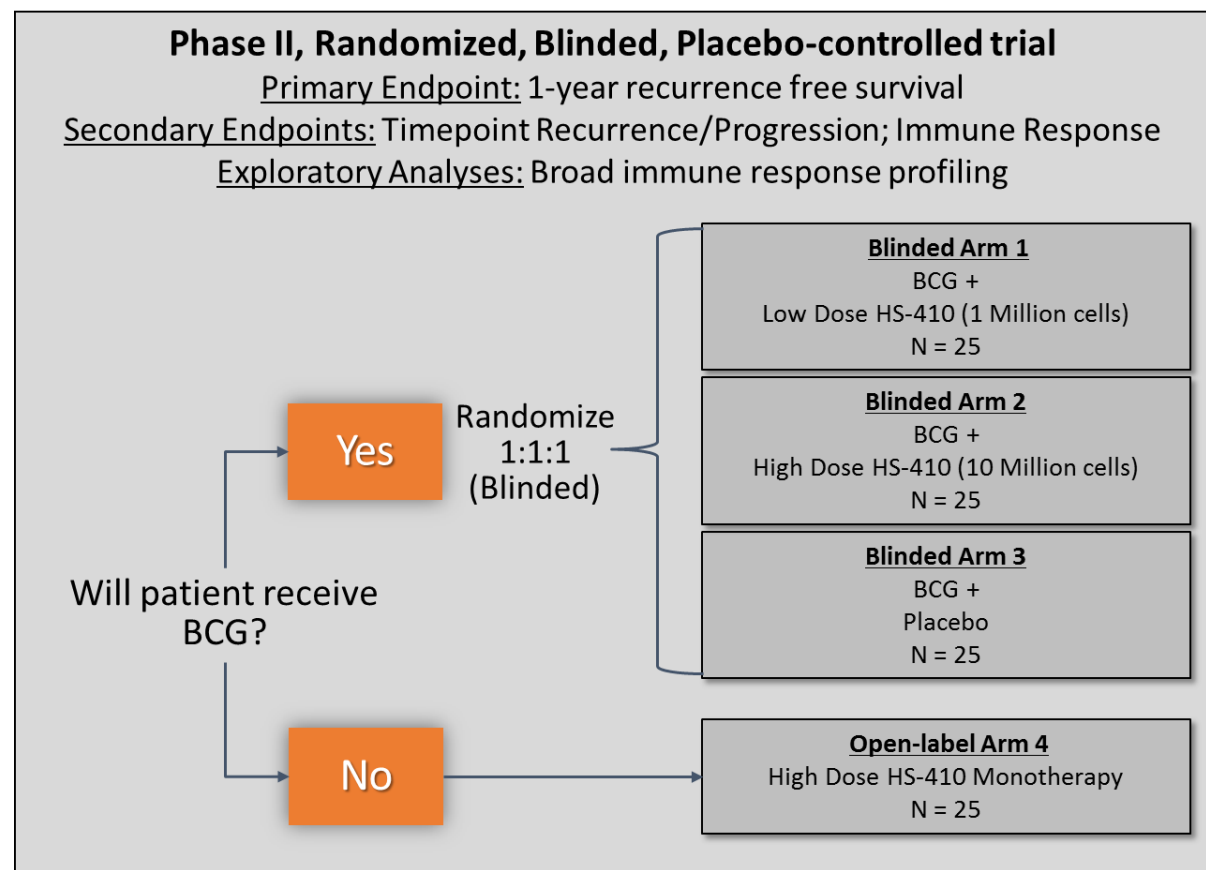 Phase II, Randomized, Blinded, Placebo-controlled trial
Primary Endpoint: 1-year recurrence free survival
Secondary Endpoints: Timepoint Recurrence/Progression; Immune Response
Exploratory Analyses: Broad immune response profiling
Will patient receive
BCG?
Yes
Randomize
1:1:1
(Blinded)
Blinded Arm 1
BCG +
Low Dose HS-410 (1 Million cells)
N = 25
Blinded Arm 2
BCG +
High Dose HS-410 (10 Million cells)
N = 25
Blinded Arm 3
BCG +
Placebo
N = 25
No
Open-label Arm 4
High Dose HS-410 Monotherapy
N = 25